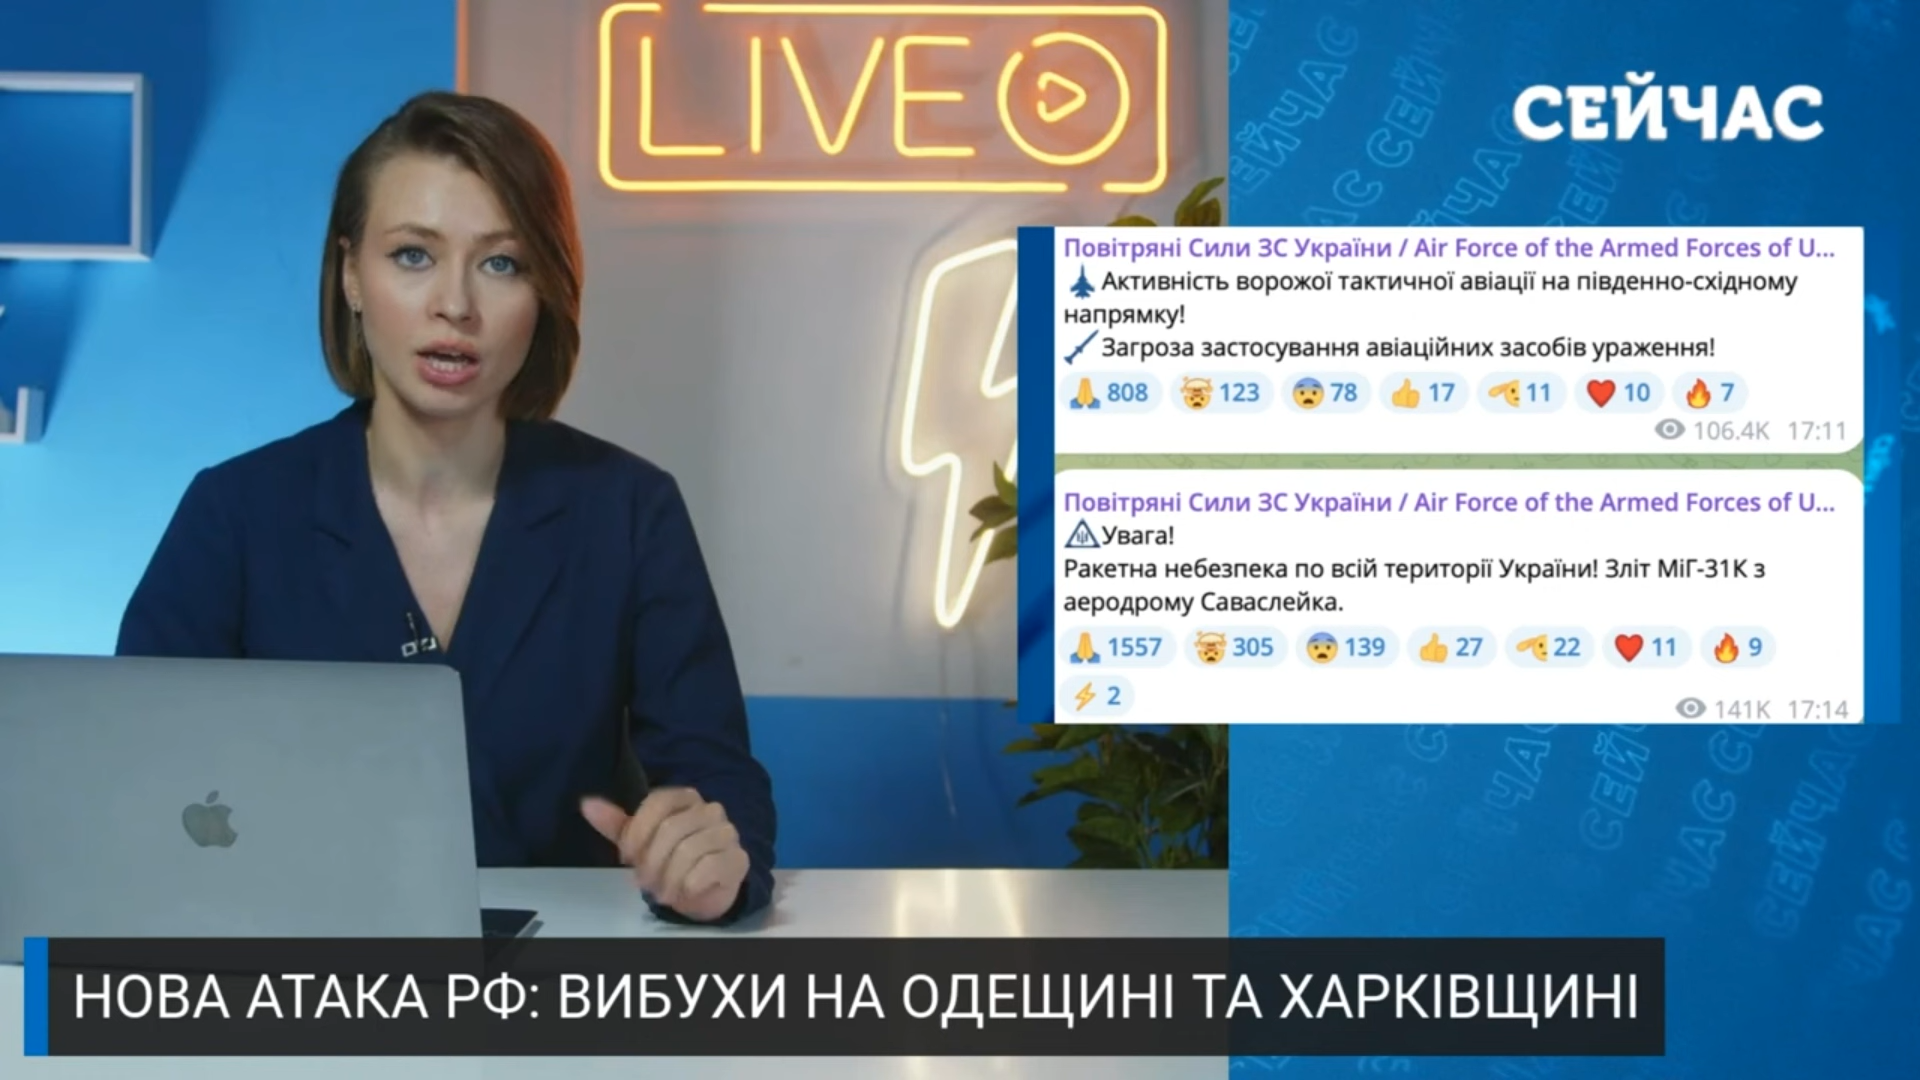 LIVE
СЕЙЧАС
Повітряні Сили ЗС України / Air Force of the Armed Forces of U...
Активність ворожої тактичної авіації на південно-східному
напрямку!
Загроза застосування авіаційних засобів ураження!
808 123 78 17 11 10 7
106.4K 17:11
Повітряні Сили ЗС України / Air Force of the Armed Forces of U...
Увага!
Ракетна небезпека по всій території України! Зліт МіГ-31К з
аеродрому Саваслейка.
1557 305 139 27 22 11 9
2
141K 17:14
НОВА АТАКА РФ: ВИБУХИ НА ОДЕЩИНІ ТА ХАРКІВЩИНІ